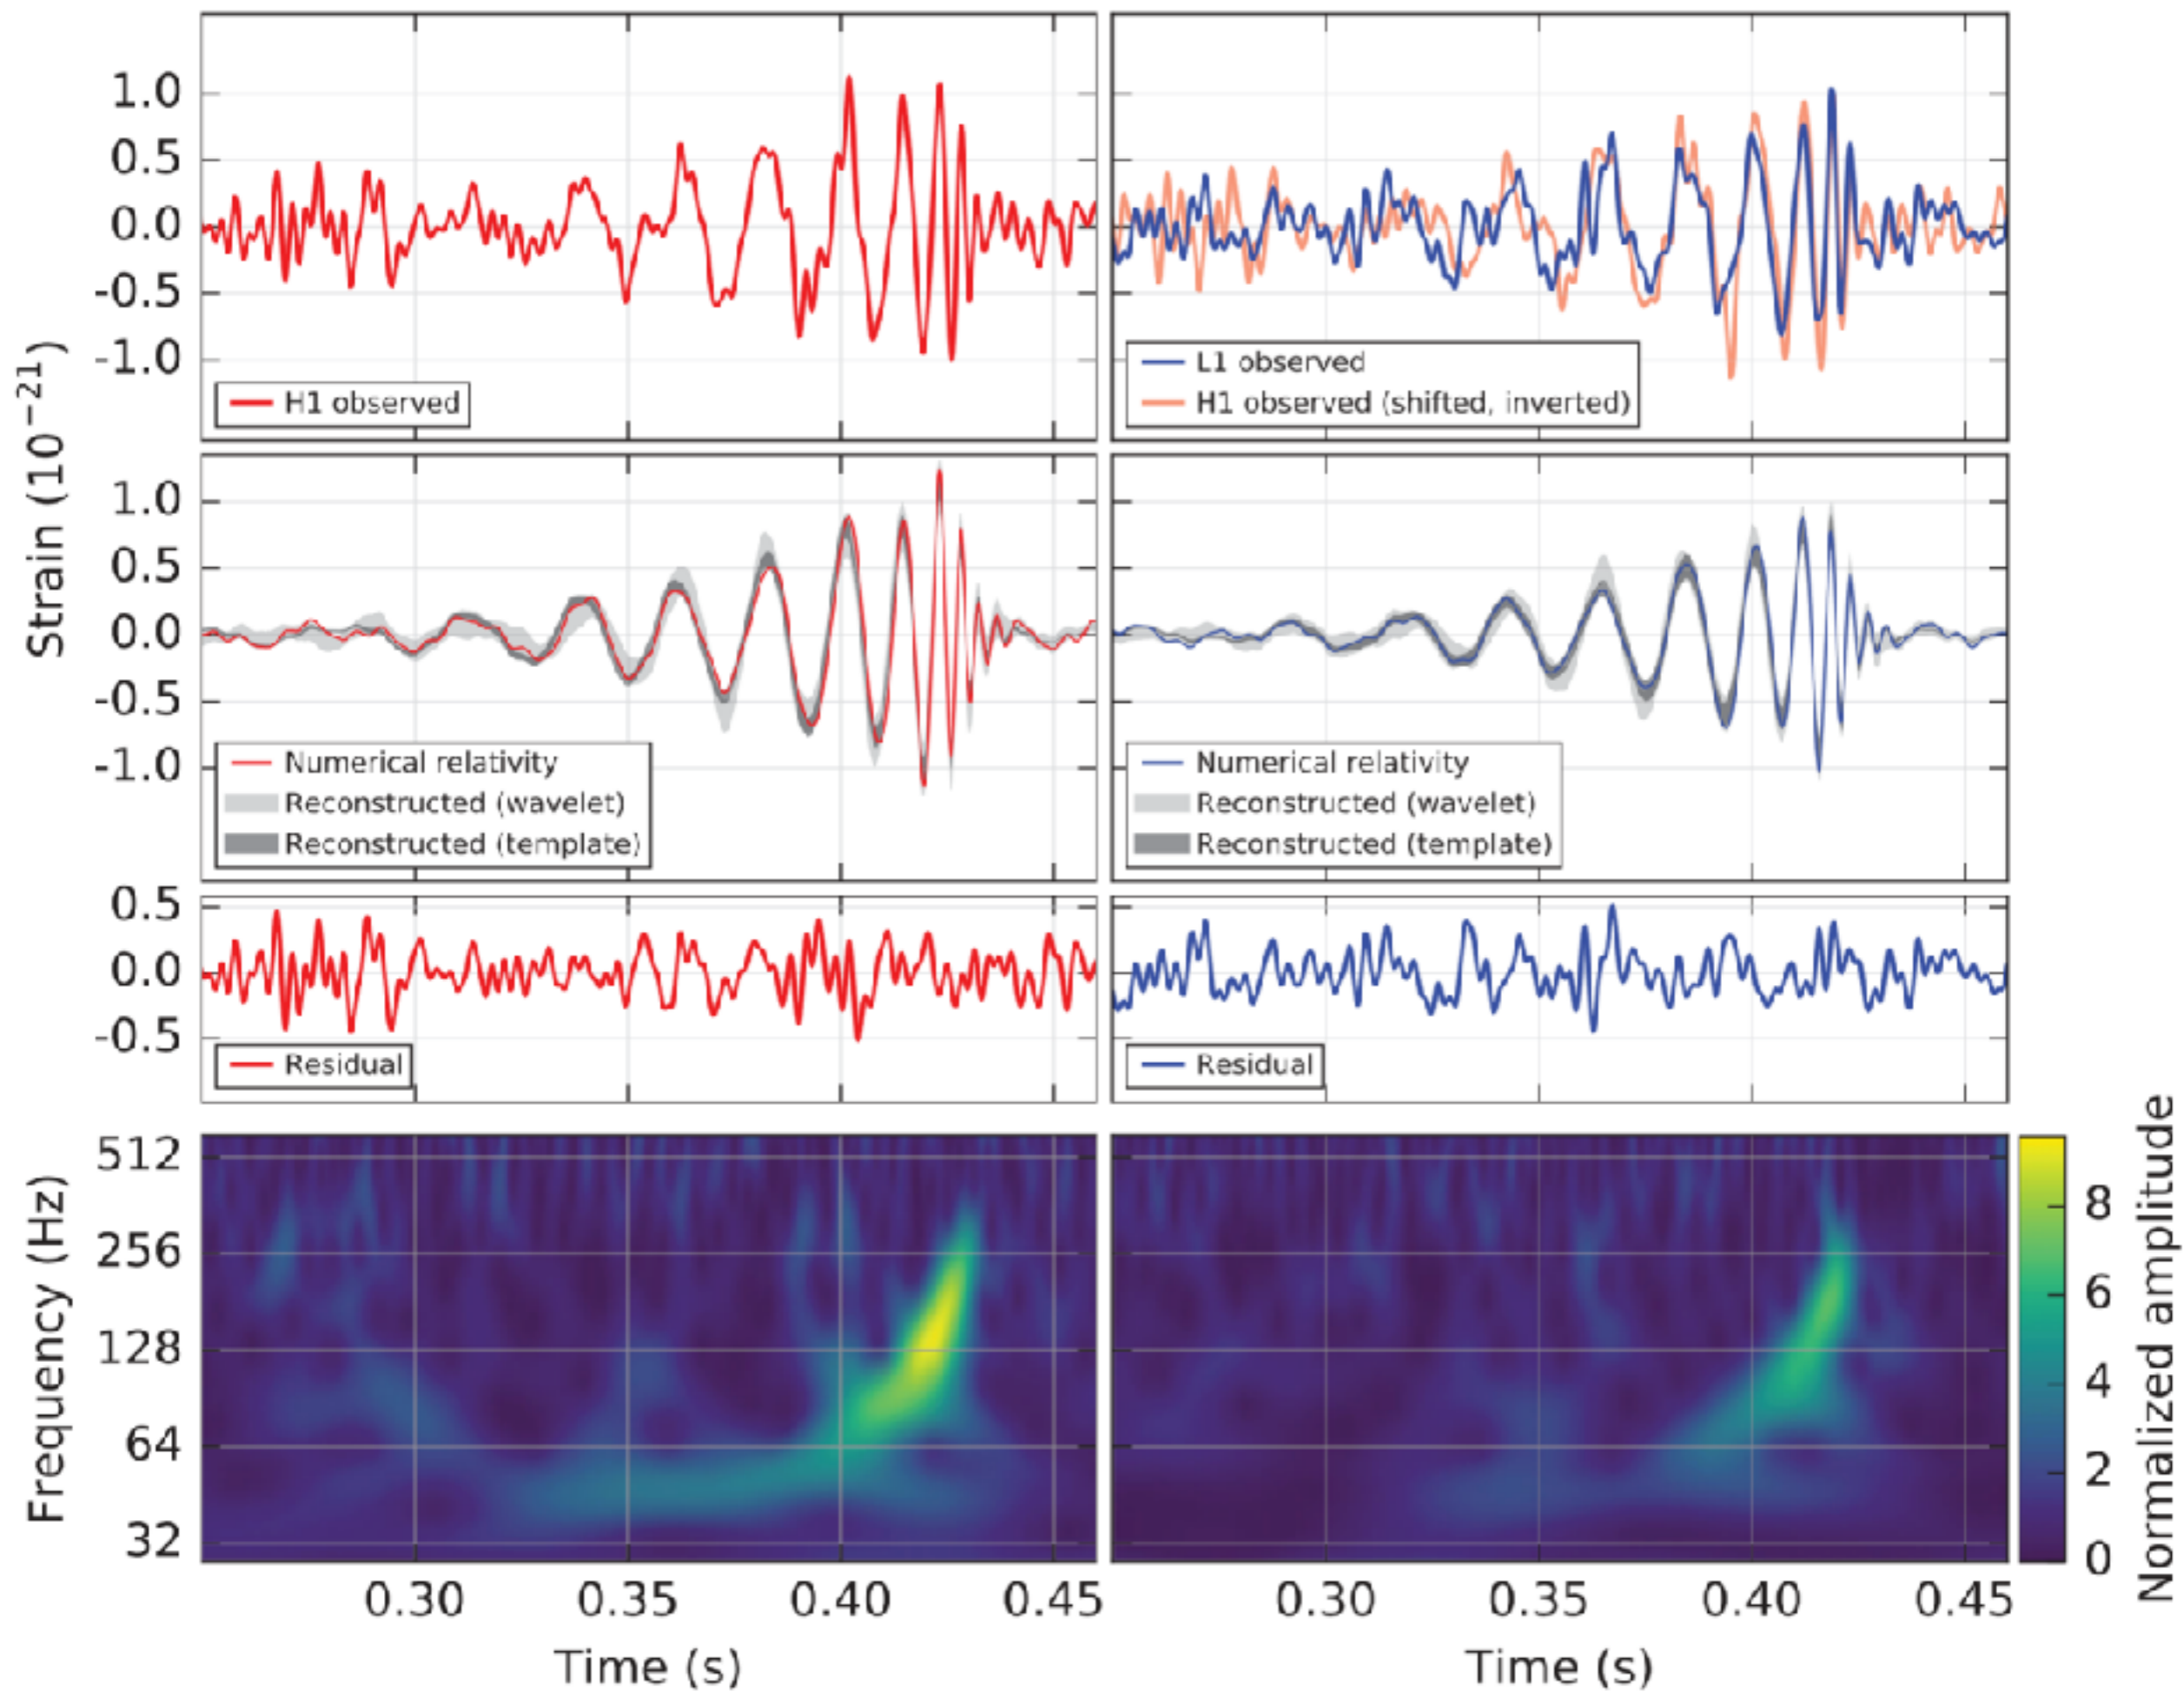 Strain (10⁻²¹)
1.0
0.5
0.0
-0.5
-1.0
H1 observed
L1 observed
H1 observed (shifted, inverted)
1.0
0.5
0.0
-0.5
-1.0
Numerical relativity
Reconstructed (wavelet)
Reconstructed (template)
Numerical relativity
Reconstructed (wavelet)
Reconstructed (template)
0.5
0.0
-0.5
Residual
Residual
Frequency (Hz)
512
256
128
64
32
0.30 0.35 0.40 0.45
Time (s)
0.30 0.35 0.40 0.45
Time (s)
8
6
4
2
0
Normalized amplitude